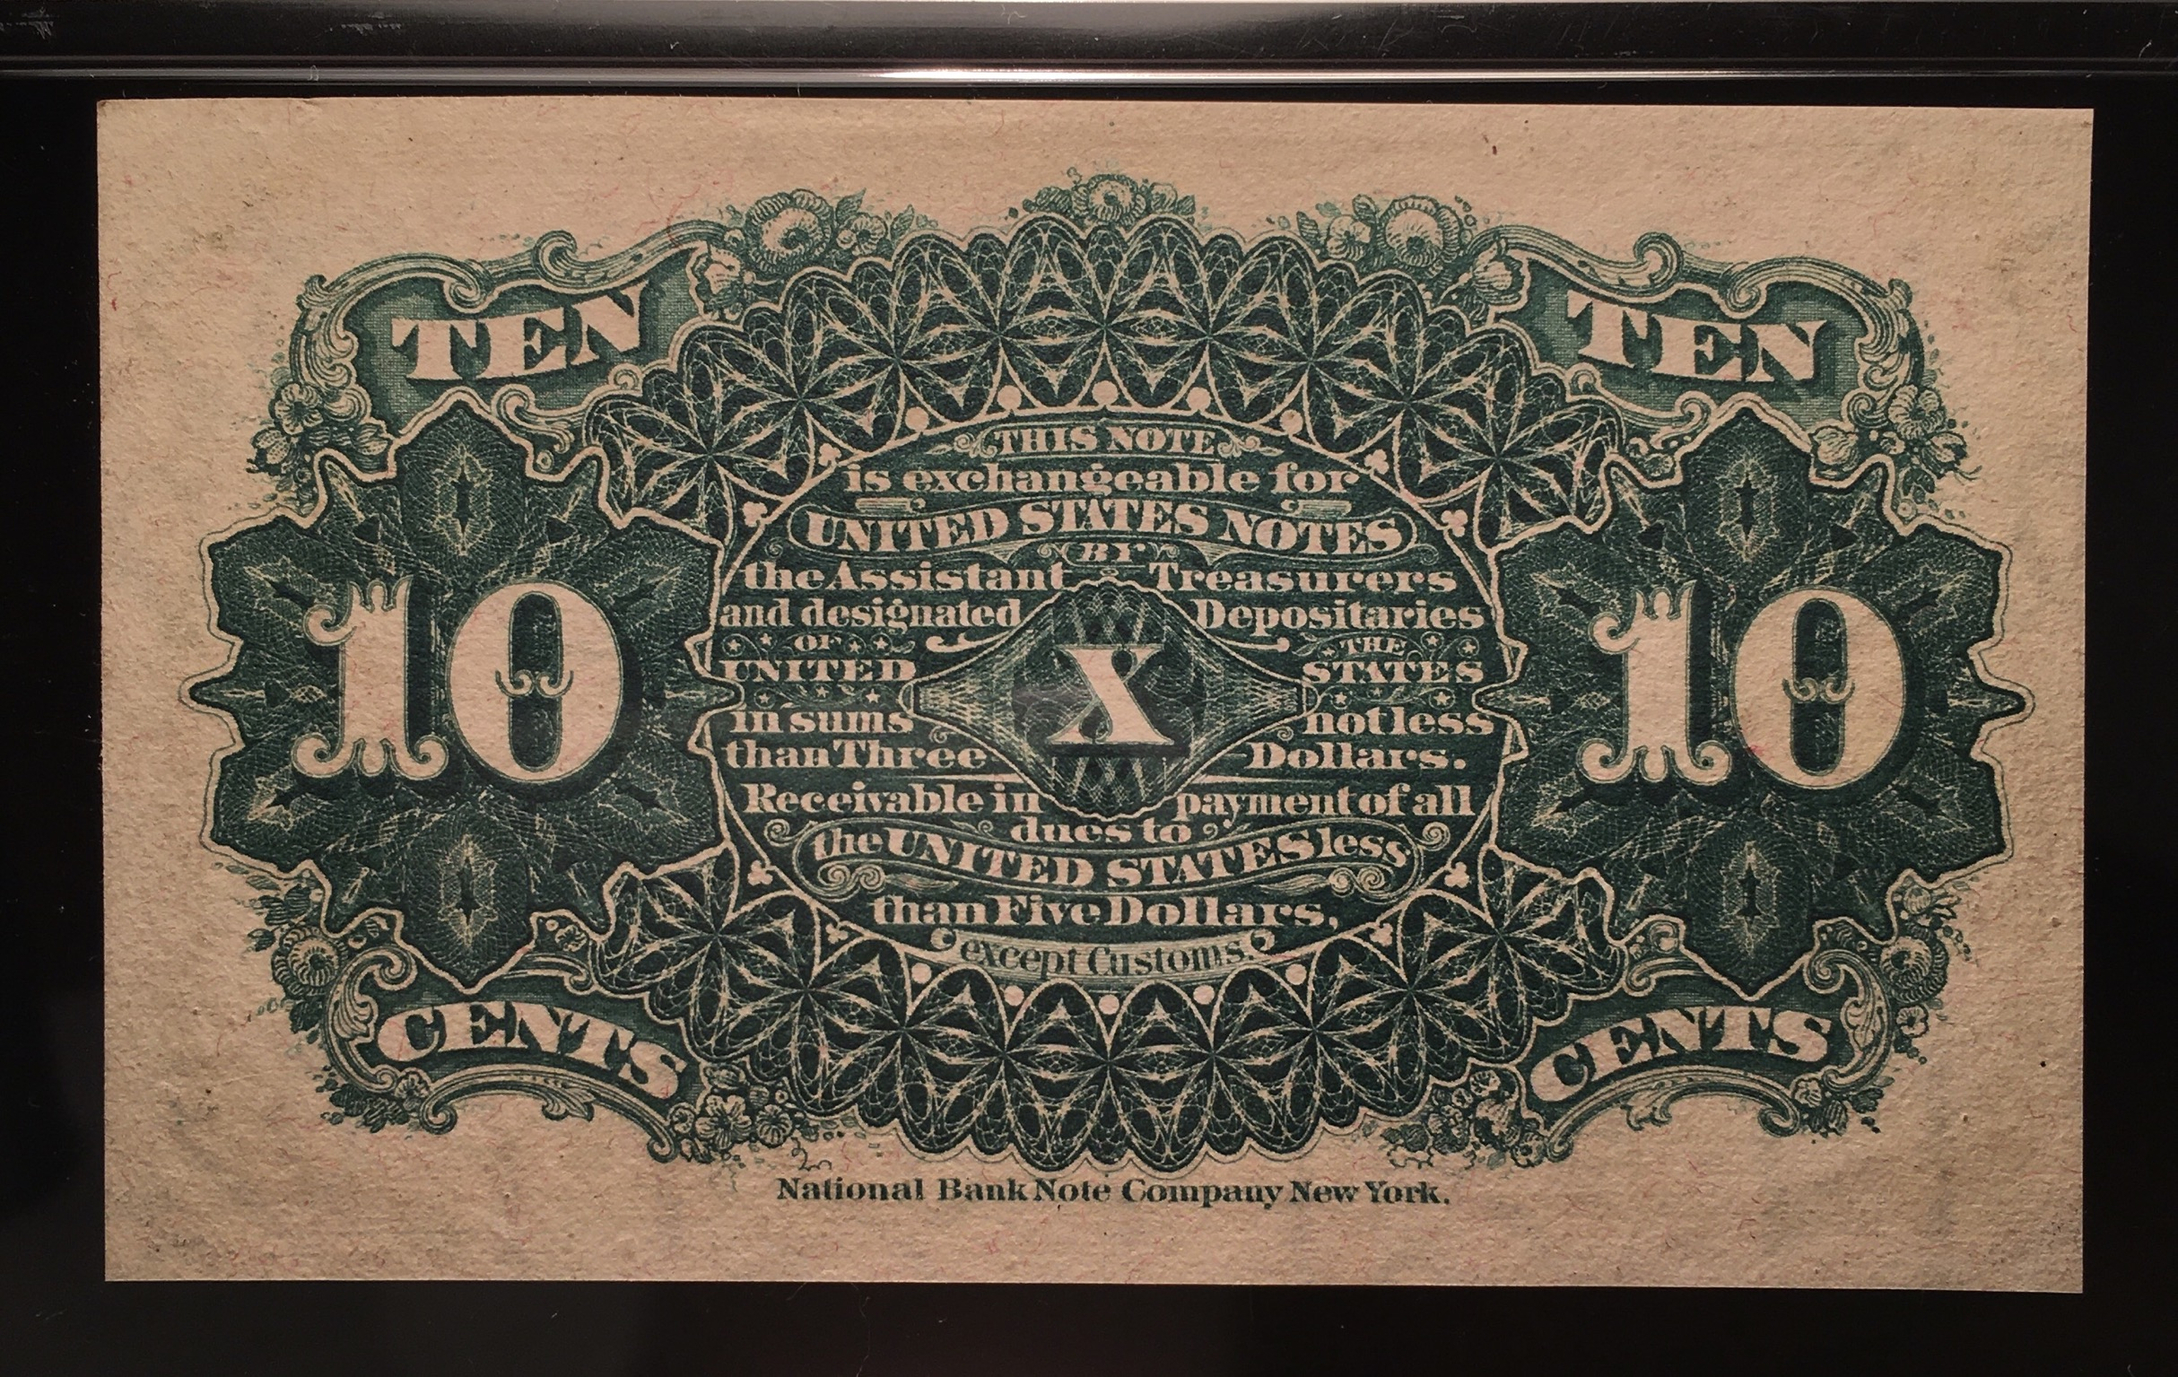 TEN TEN
THIS NOTE
is exchangeable for
UNITED STATES NOTES
BY
the Assistant Treasurers
and designated Depositaries
OF THE
UNITED STATES
in sums not less
than Three Dollars.
Receivable in payment of all
dues to
the UNITED STATES less
than Five Dollars,
except Customs.
10 X 10
CENTS CENTS
National Bank Note Company New York.